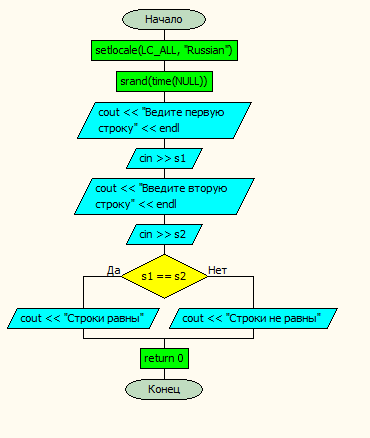 Начало
setlocale(LC_ALL, "Russian")
srand(time(NULL))
cout << "Ведите первую
строку" << endl
cin >> s1
cout << "Введите вторую
строку" << endl
cin >> s2
Да
s1 == s2
Нет
cout << "Строки равны"
cout << "Строки не равны"
return 0
Конец